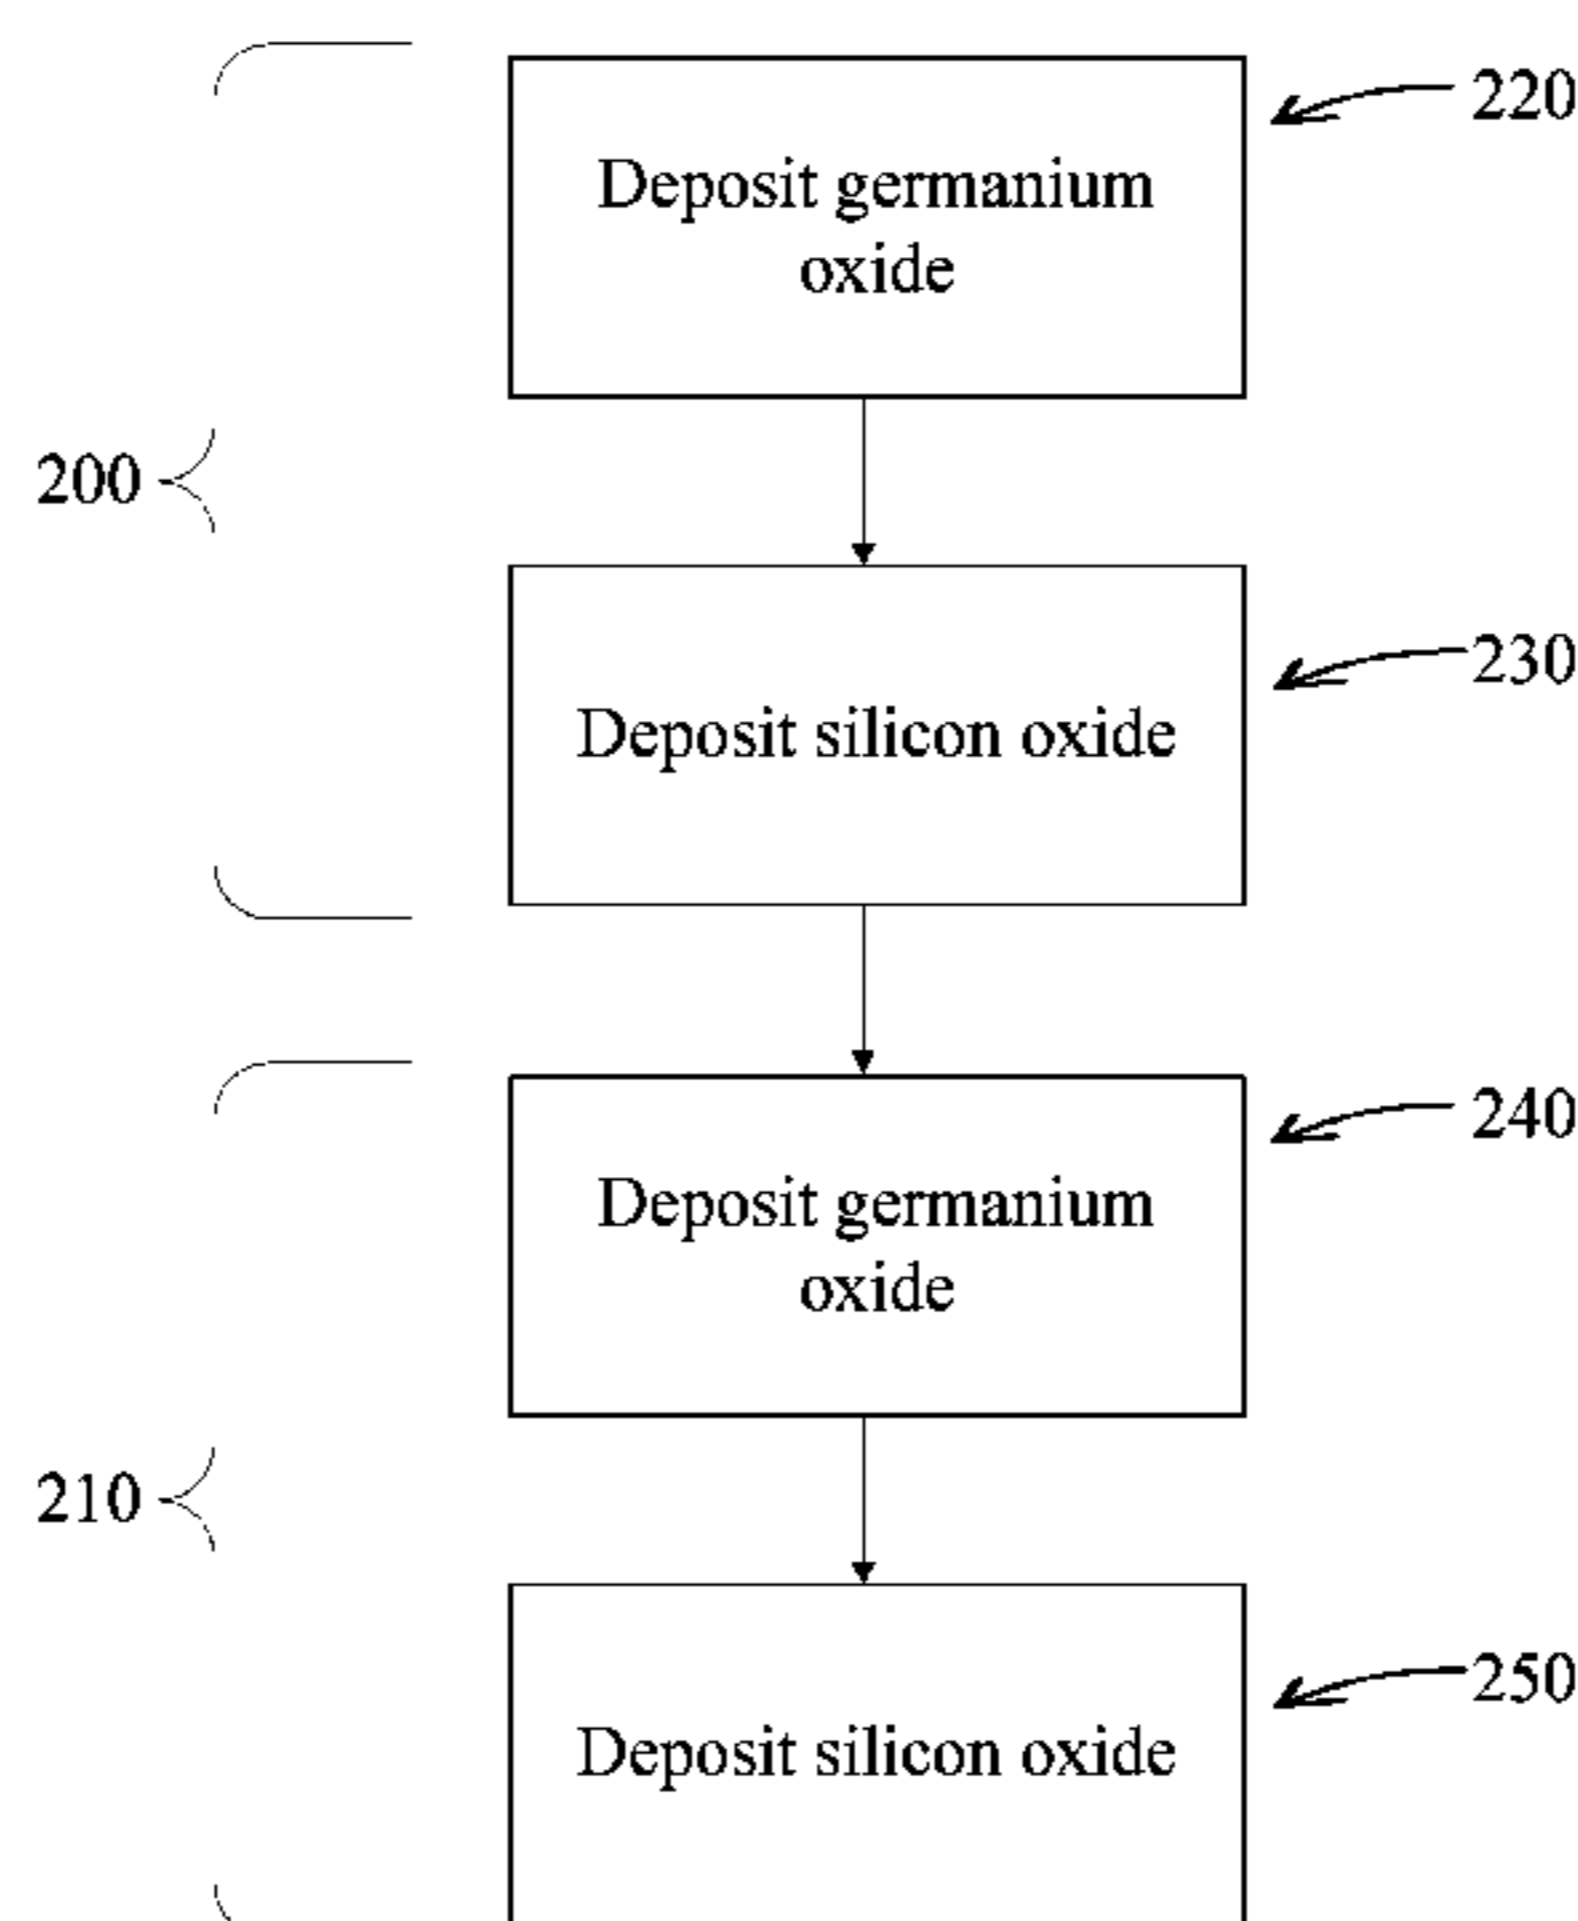 220
Deposit germanium
oxide
200
230
Deposit silicon oxide
240
Deposit germanium
oxide
210
250
Deposit silicon oxide